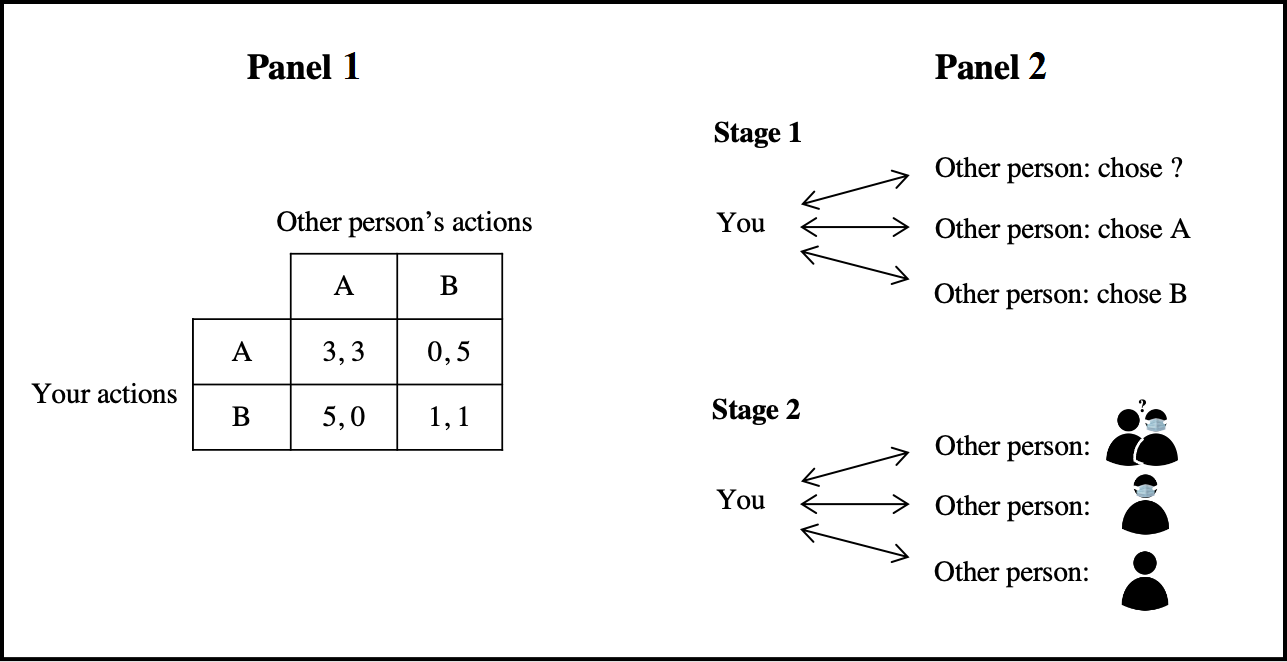 Panel 1
Other person’s actions
A B
A 3, 3 0, 5
Your actions
B 5, 0 1, 1
Panel 2
Stage 1
Other person: chose ?
You Other person: chose A
Other person: chose B
Stage 2
?
Other person:
You Other person:
Other person: